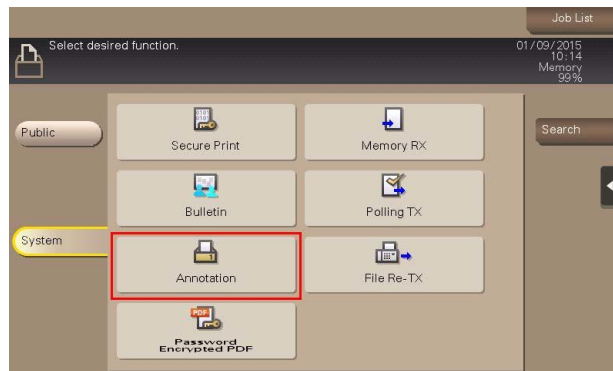 Job List
Select desired function.
01/09/2015
10:14
Memory
99%
Public
Secure Print
Memory RX
Search
Bulletin
Polling TX
System
Annotation
File Re-TX
PDF
Password
Encrypted PDF